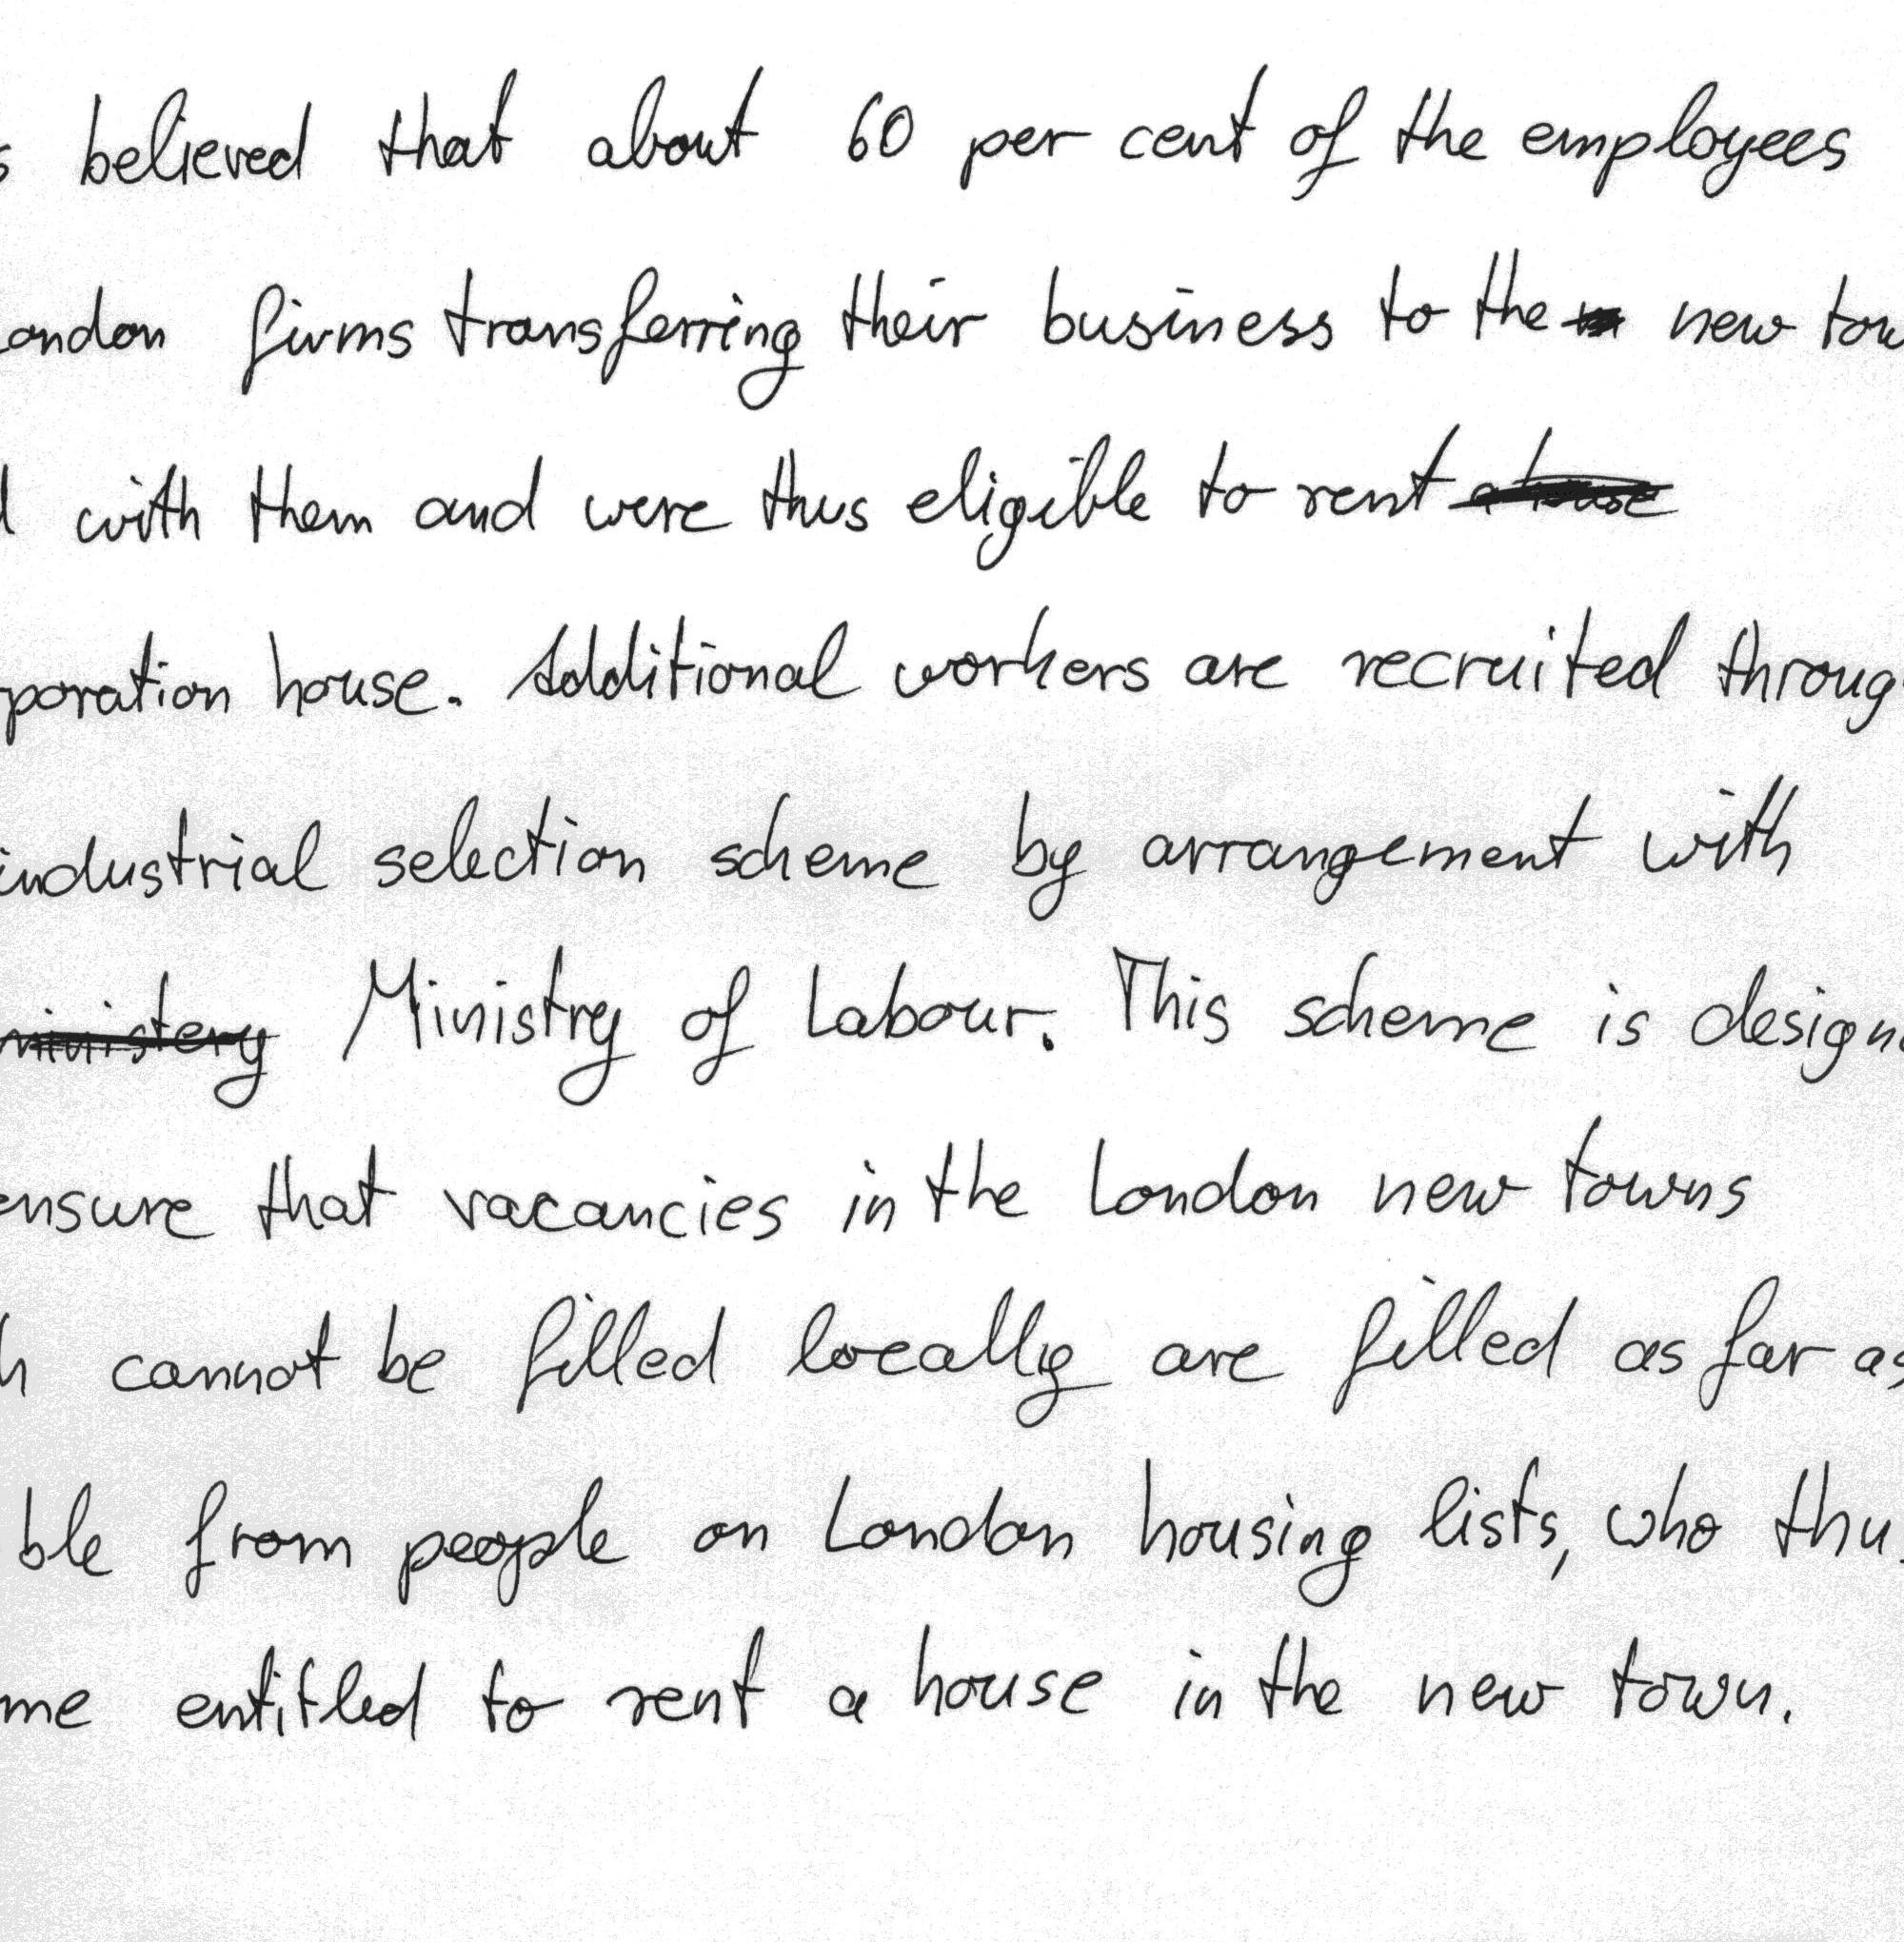 s believed that about 60 per cent of the employees
London firms transferring their business to the new tow
d with them and were thus eligible to rent
poration house. Additional workers are recruited throug
industrial selection scheme by arrangement with
ministery Ministry of Labour. This scheme is designe
ensure that vacancies in the London new towns
h cannot be filled locally are filled as far as
ble from people on London housing lists, who thus
me entitled to rent a house in the new town.